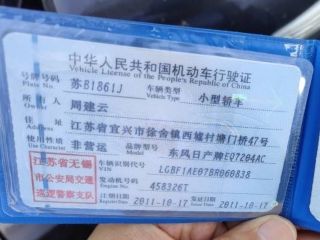 中华人民共和国机动车行驶证
Vehicle License of the People's Republic of China
号牌号码 苏B1861J 车辆类型 小型轿车
Plate No. Vehicle Type
所有人 周建云
Owner
住址 江苏省宜兴市徐舍镇西墟村塘门桥47号
Address
使用性质 非营运 品牌型号 东风日产牌EQ7204AC
Use Character Model
江苏省无锡
市公安局交通
巡逻警察支队
车辆识别代号 LGBF1AE078R060838
VIN
发动机号码 458326T
Engine No.
注册日期 2011-10-17 发证日期 2011-10-17